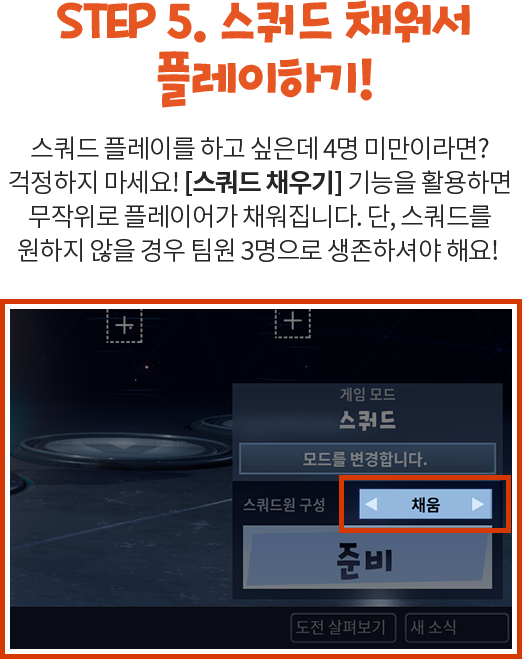 STEP 5. 스쿼드 채워서
플레이하기!
스쿼드 플레이를 하고 싶은데 4명 미만이라면?
걱정하지 마세요! [스쿼드 채우기] 기능을 활용하면
무작위로 플레이어가 채워집니다. 단, 스쿼드를
원하지 않을 경우 팀원 3명으로 생존하셔야 해요!
게임 모드
스쿼드
모드를 변경합니다.
스쿼드원 구성
채움
준비
도전 살펴보기
새 소식